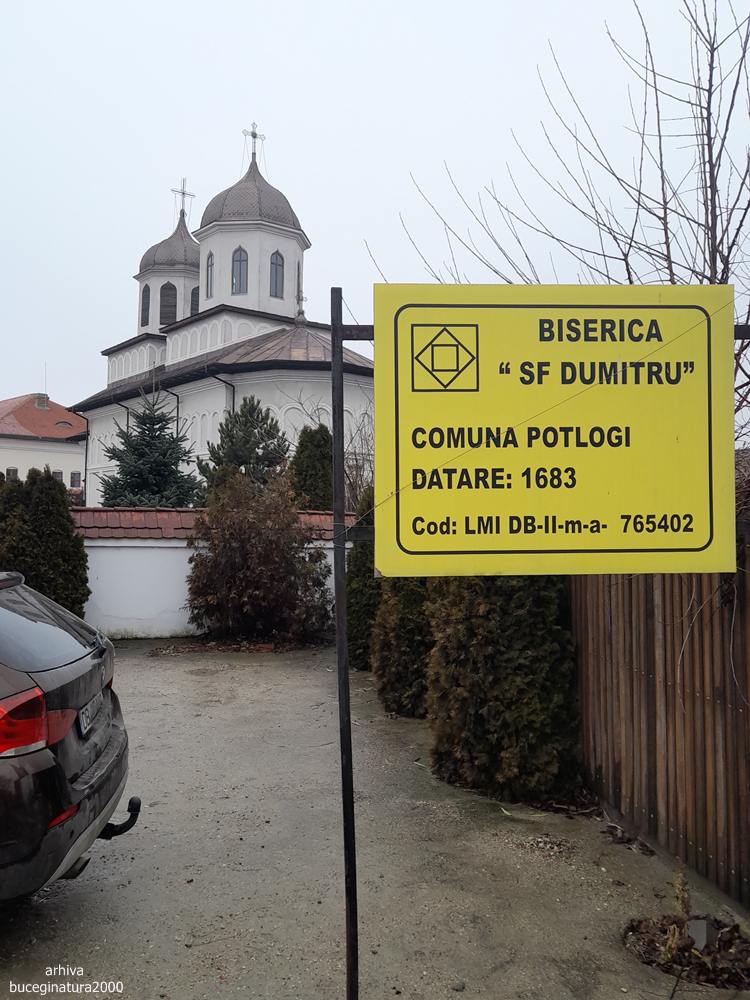 BISERICA
“ SF DUMITRU”
COMUNA POTLOGI
DATARE: 1683
Cod: LMI DB-II-m-a- 765402
arhiva
buceginatura2000